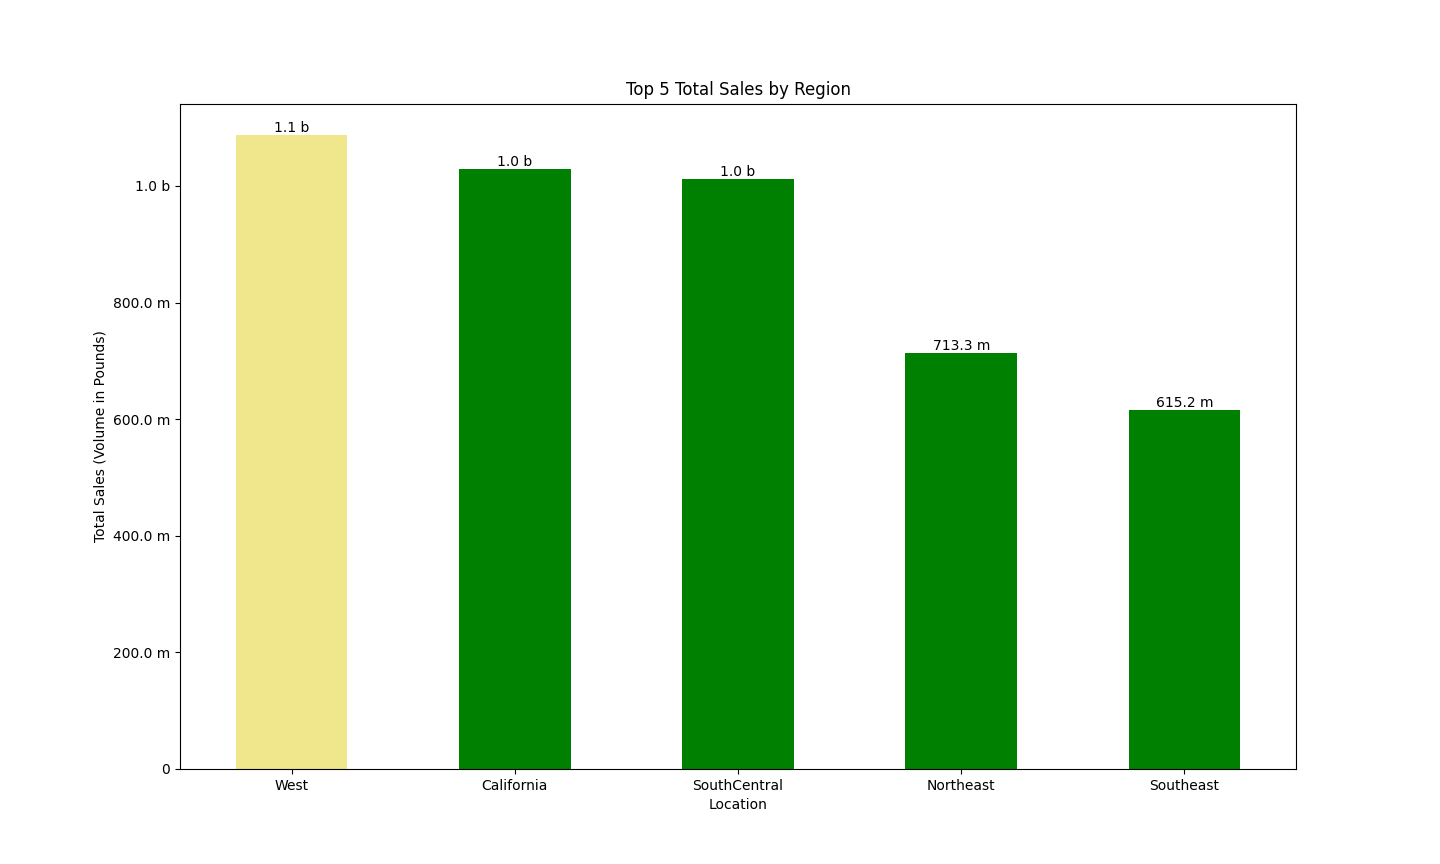 Top 5 Total Sales by Region
1.1 b
1.0 b
1.0 b
713.3 m
615.2 m
1.0 b
800.0 m
600.0 m
400.0 m
200.0 m
0
Total Sales (Volume in Pounds)
West
California
SouthCentral
Northeast
Southeast
Location